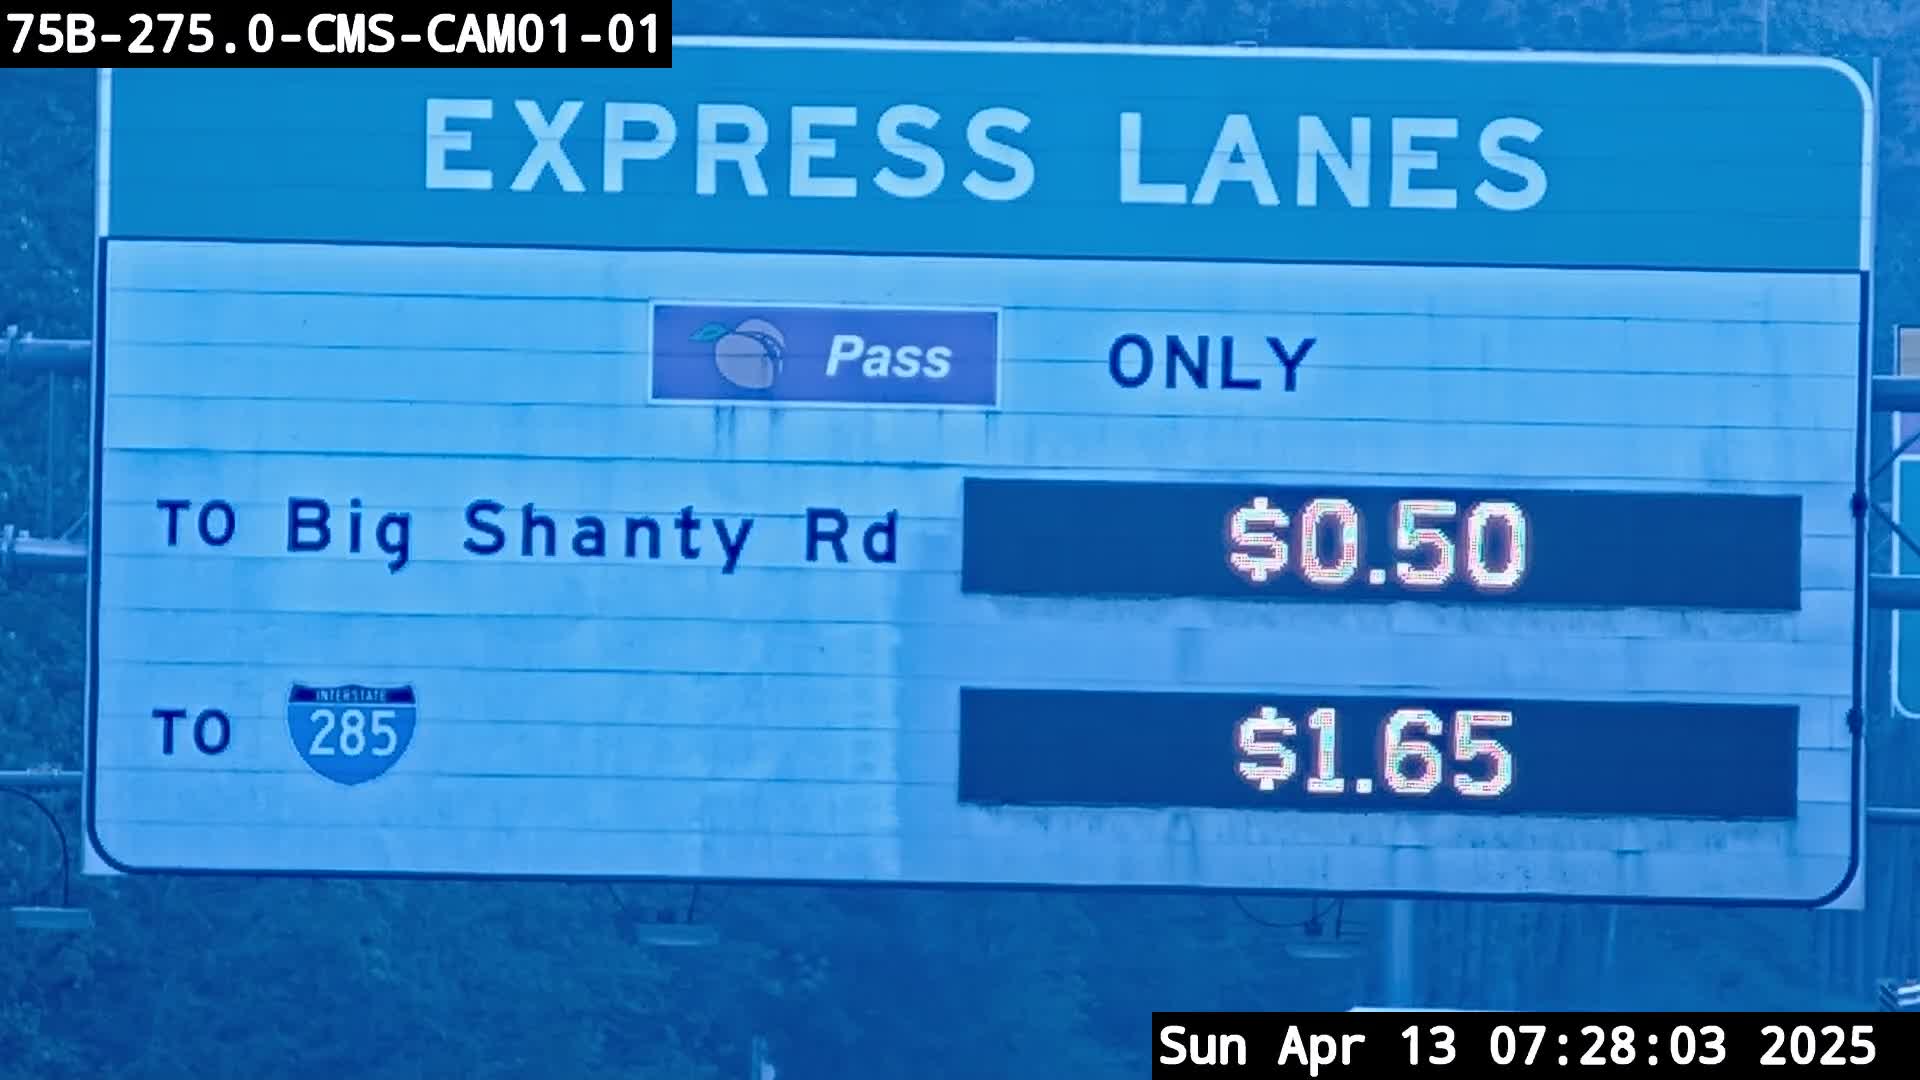 75B-275.0-CMS-CAM01-01
EXPRESS LANES
Pass ONLY
TO Big Shanty Rd $0.50
INTERSTATE
TO 285 $1.65
Sun Apr 13 07:28:03 2025